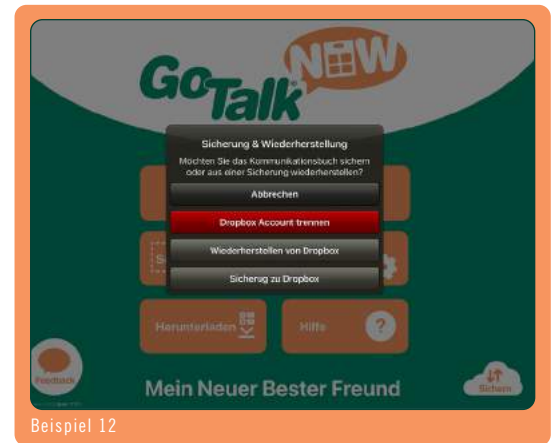 GoTalk NOW
Sicherung & Wiederherstellung
Möchten Sie das Kommunikationsbuch sichern
oder aus einer Sicherung wiederherstellen?
Abbrechen
Dropbox Account trennen
Wiederherstellen von Dropbox
Sicherug zu Dropbox
Herunterladen
Hilfe ?
Feedback
Mein Neuer Bester Freund
Sichern
Beispiel 12